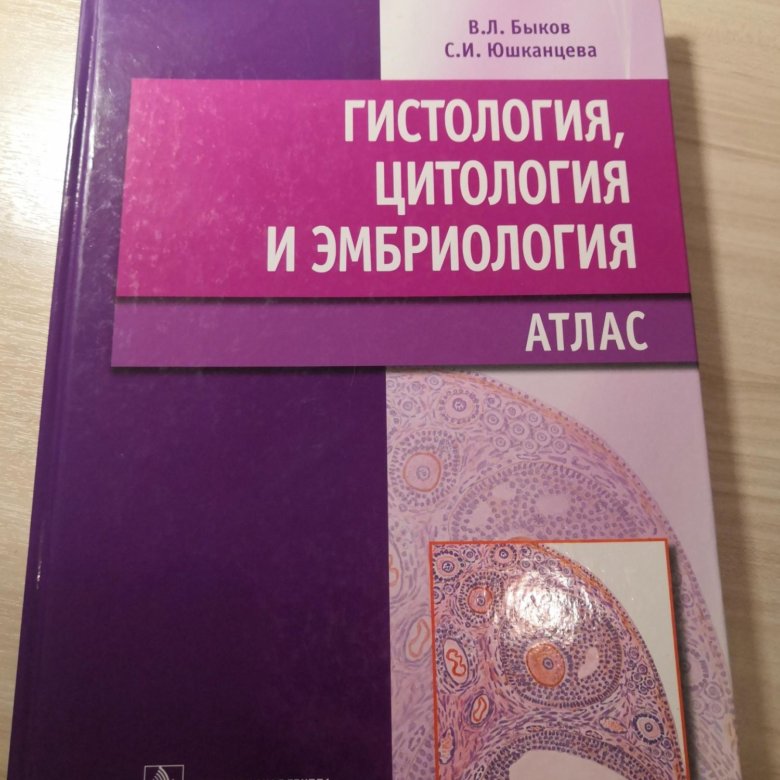 В.Л. Быков
С.И. Юшканцева
ГИСТОЛОГИЯ,
ЦИТОЛОГИЯ
И ЭМБРИОЛОГИЯ
АТЛАС